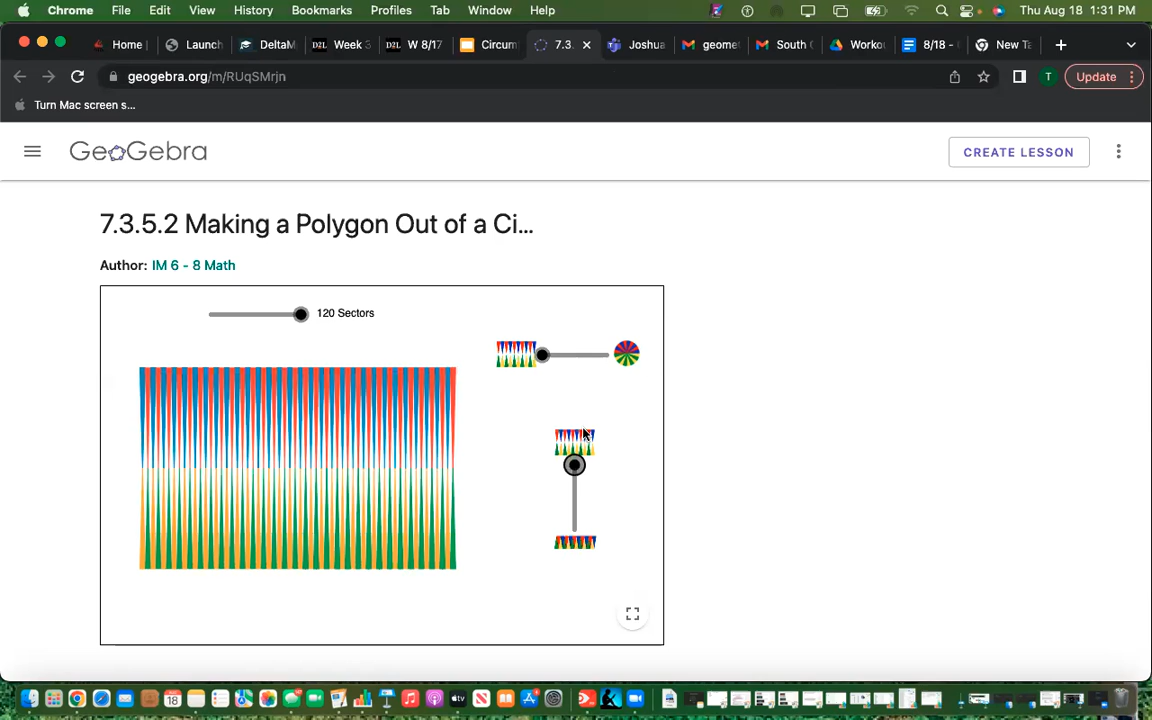 Chrome File Edit View History Bookmarks Profiles Tab Window Help Thu Aug 18 1:31 PM
Home Launch DeltaM D2L Week 3 D2L W 8/17 Circum 7.3. Joshua geome South ( Workou 8/18 - New Ta
geogebra.org/m/RUqSMrjn Update
T
Turn Mac screen s...
GeoGebra CREATE LESSON
7.3.5.2 Making a Polygon Out of a Ci...
Author: IM 6 - 8 Math
120 Sectors